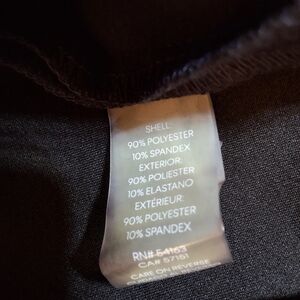 SHELL:
90% POLYESTER
10% SPANDEX
EXTERIOR:
90% POLIESTER
10% ELASTANO
EXTÉRIEUR:
90% POLYESTER
10% SPANDEX
RN# 54163
CA# 57151
CARE ON REVERSE